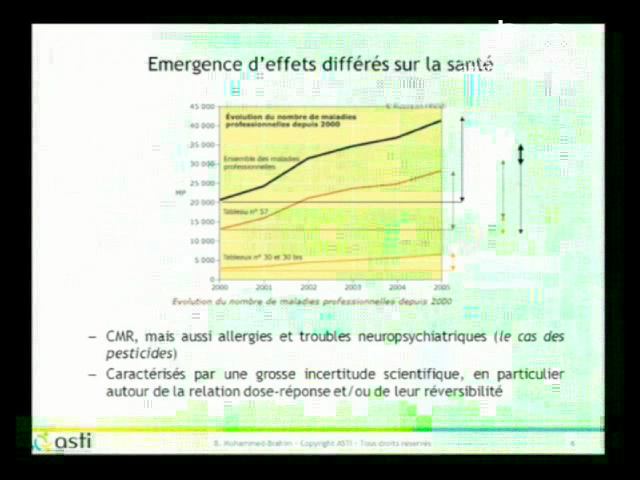 Emergence d'effets différés sur la santé
Evolution du nombre de maladies
professionnelles depuis 2000
Ensemble des maladies
professionnelles
Tableau n° 57
Tableaux n° 30 et 30 bis
MP
45 000
40 000
35 000
30 000
25 000
20 000
15 000
10 000
5 000
0
2000 2001 2002 2003 2004 2005
Evolution du nombre de maladies professionnelles depuis 2000
– CMR, mais aussi allergies et troubles neuropsychiatriques (le cas des
pesticides)
– Caractérisés par une grosse incertitude scientifique, en particulier
autour de la relation dose-réponse et/ou de leur réversibilité
asti
B. Mohammed-Brahim - Copyright ASTI - Tous droits réservés
6